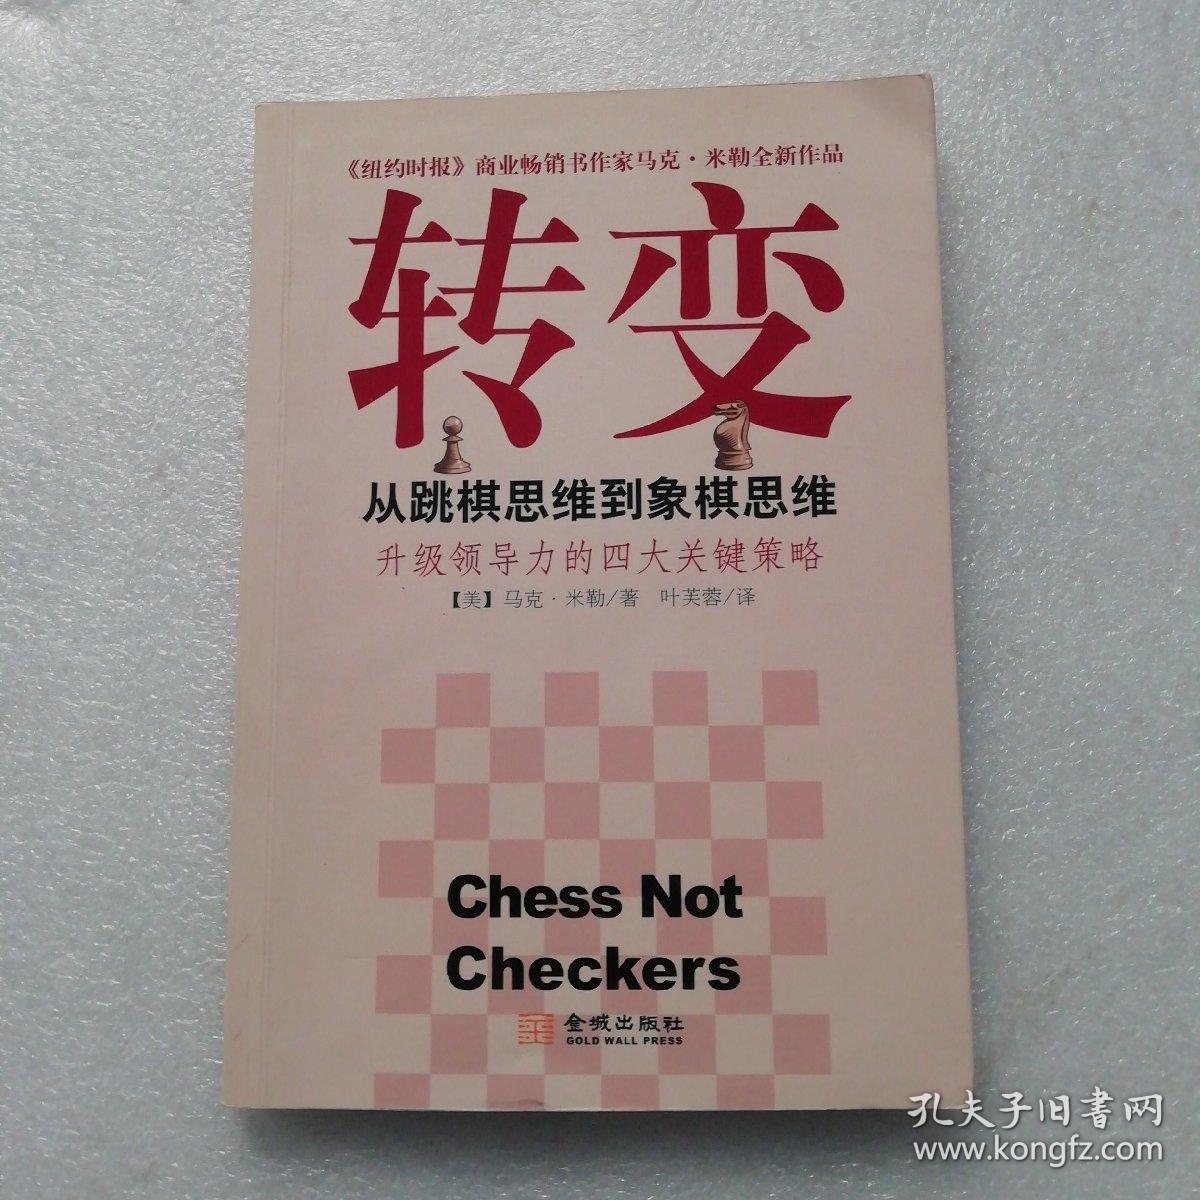 《纽约时报》商业畅销书作家马克·米勒全新作品
转变
从跳棋思维到象棋思维
升级领导力的四大关键策略
【美】马克·米勒/著 叶芙蓉/译
Chess Not
Checkers
金城出版社
GOLD WALL PRESS
孔夫子旧书网
www.kongfz.com